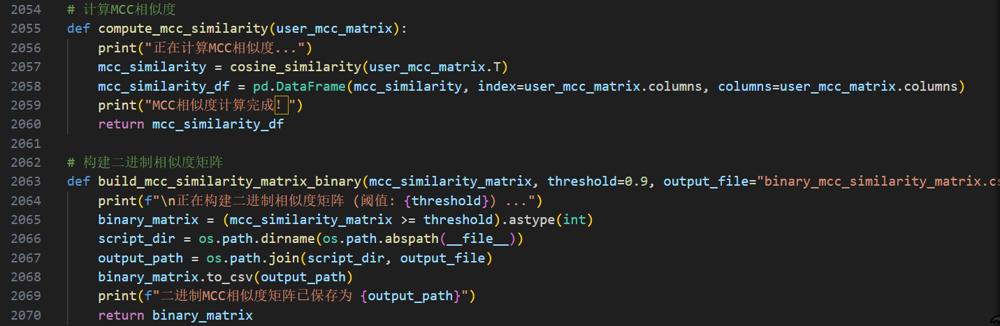 2054 # 计算MCC相似度
2055 def compute_mcc_similarity(user_mcc_matrix):
2056     print("正在计算MCC相似度...")
2057     mcc_similarity = cosine_similarity(user_mcc_matrix.T)
2058     mcc_similarity_df = pd.DataFrame(mcc_similarity, index=user_mcc_matrix.columns, columns=user_mcc_matrix.columns)
2059     print("MCC相似度计算完成！")
2060     return mcc_similarity_df
2061
2062 # 构建二进制相似度矩阵
2063 def build_mcc_similarity_matrix_binary(mcc_similarity_matrix, threshold=0.9, output_file="binary_mcc_similarity_matrix.cs
2064     print(f"\n正在构建二进制相似度矩阵 (阈值: {threshold}) ...")
2065     binary_matrix = (mcc_similarity_matrix >= threshold).astype(int)
2066     script_dir = os.path.dirname(os.path.abspath(__file__))
2067     output_path = os.path.join(script_dir, output_file)
2068     binary_matrix.to_csv(output_path)
2069     print(f"二进制MCC相似度矩阵已保存为 {output_path}")
2070     return binary_matrix